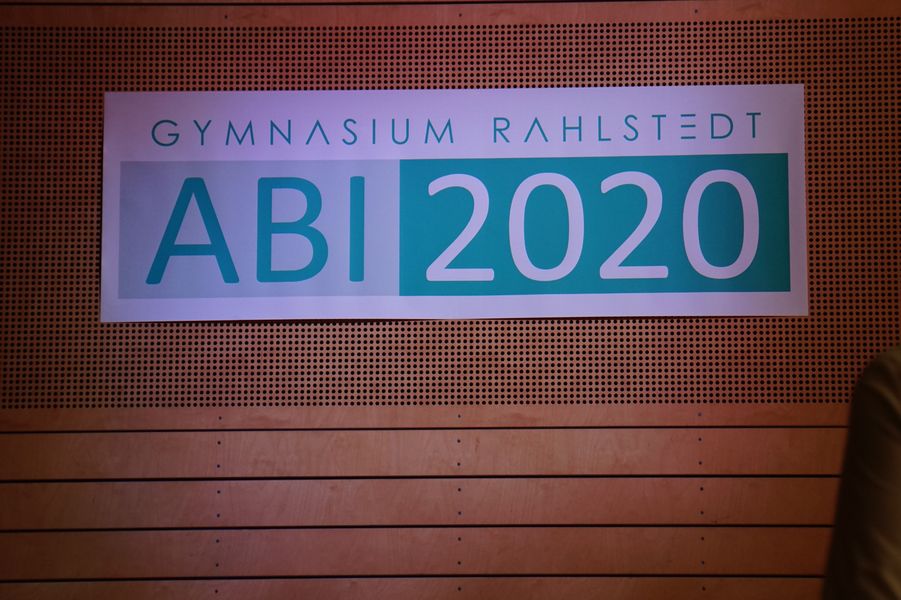 GYMNASIUM RAHLSTEDT
ABI 2020